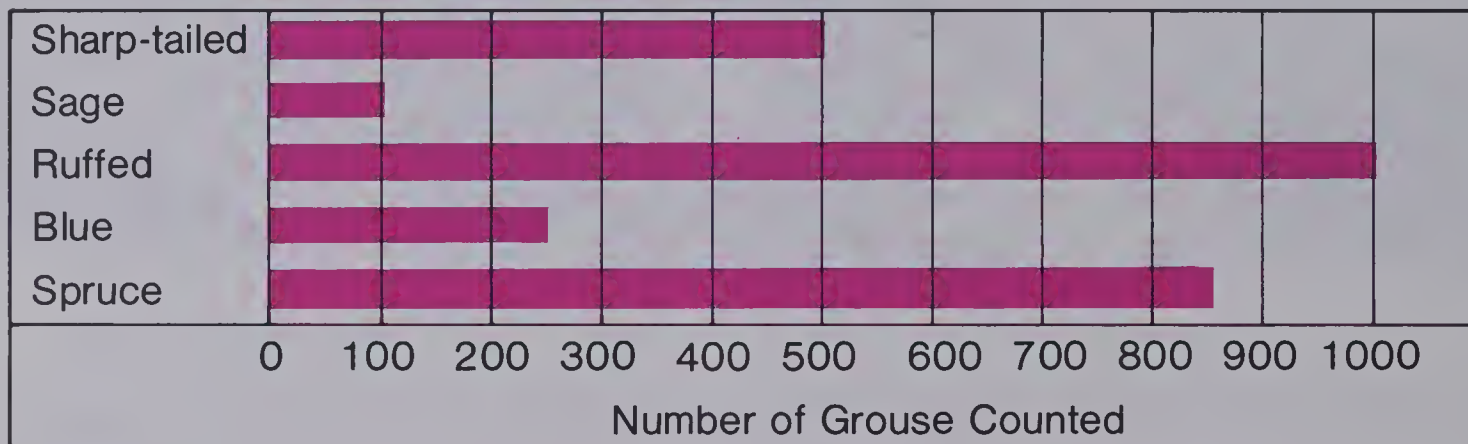 Sharp-tailed
Sage
Ruffed
Blue
Spruce
0 100 200 300 400 500 600 700 800 900 1000
Number of Grouse Counted